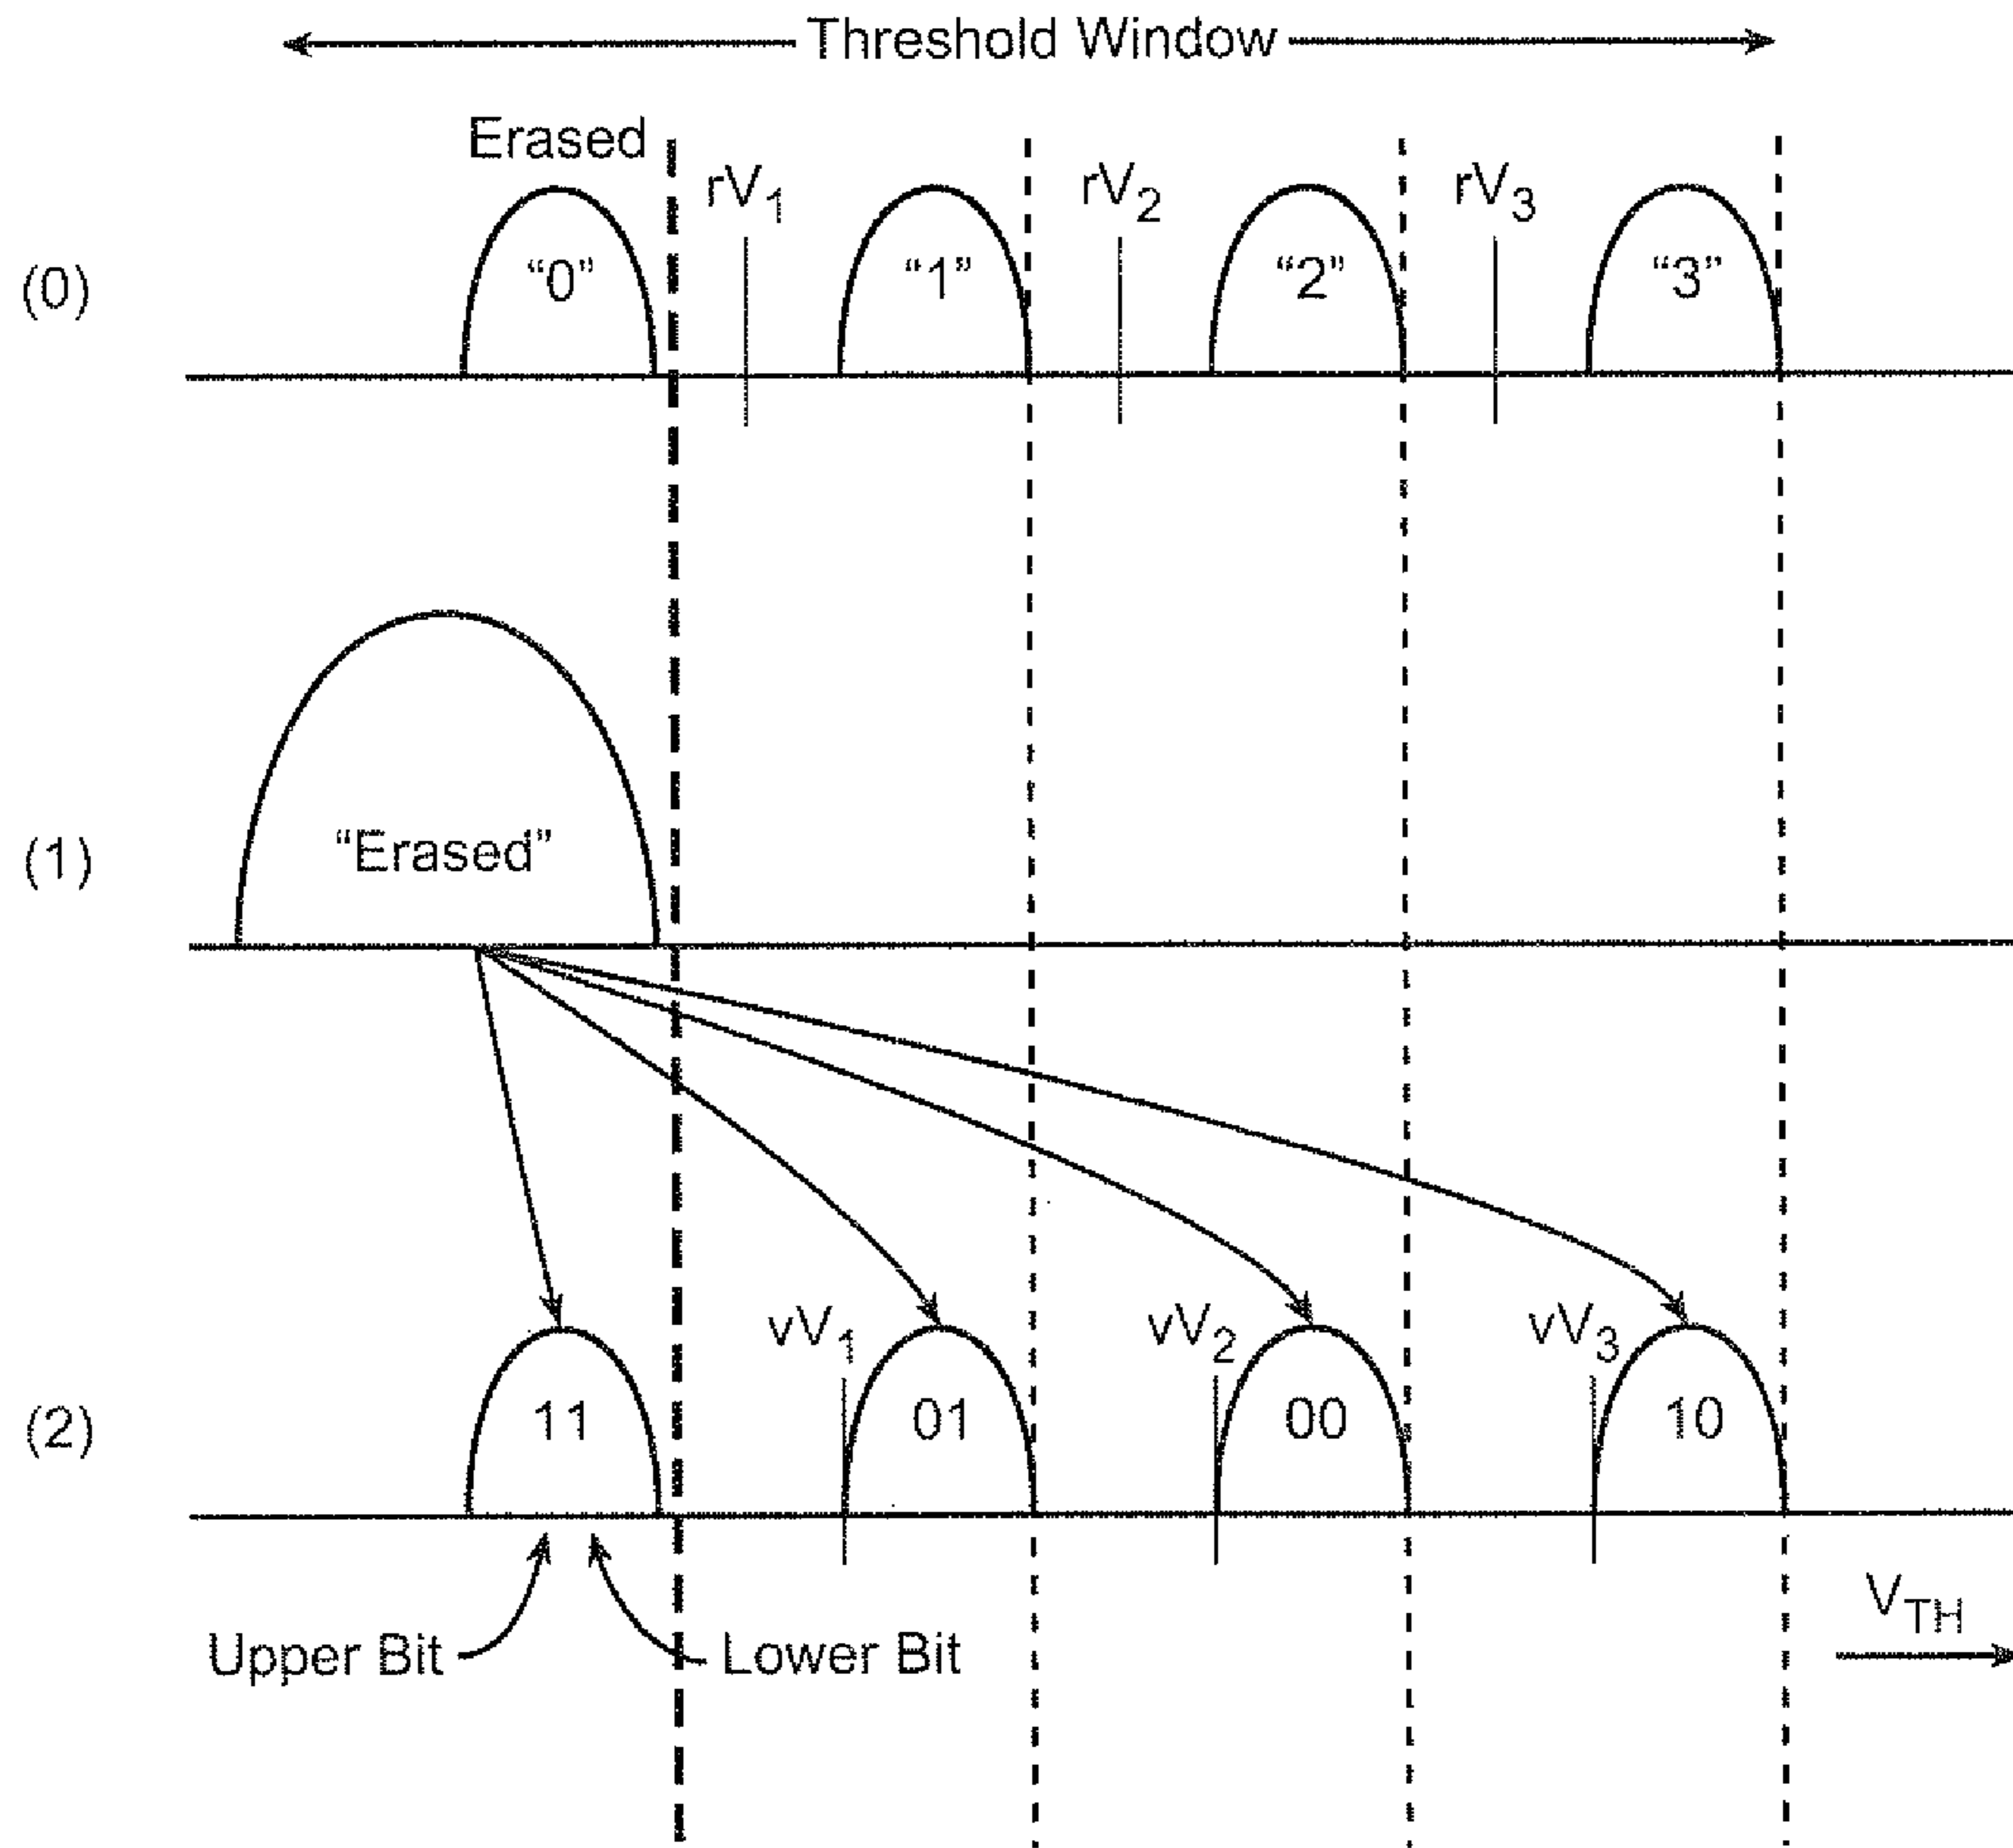 Threshold Window
Erased
rV1 rV2 rV3
(0) “0” “1” “2” “3”
(1) “Erased”
vV1 vV2 vV3
(2) 11 01 00 10
VTH
Upper Bit Lower Bit